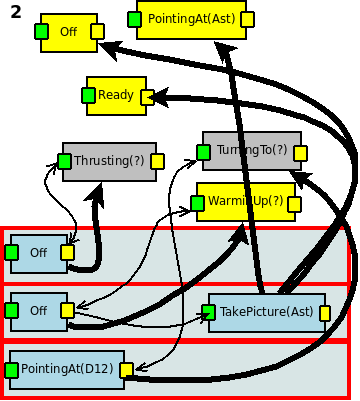 2
PointingAt(Ast)
Off
Ready
Thrusting(?)
TurningTo(?)
WarmingUp(?)
Off
Off
TakePicture(Ast)
PointingAt(D12)